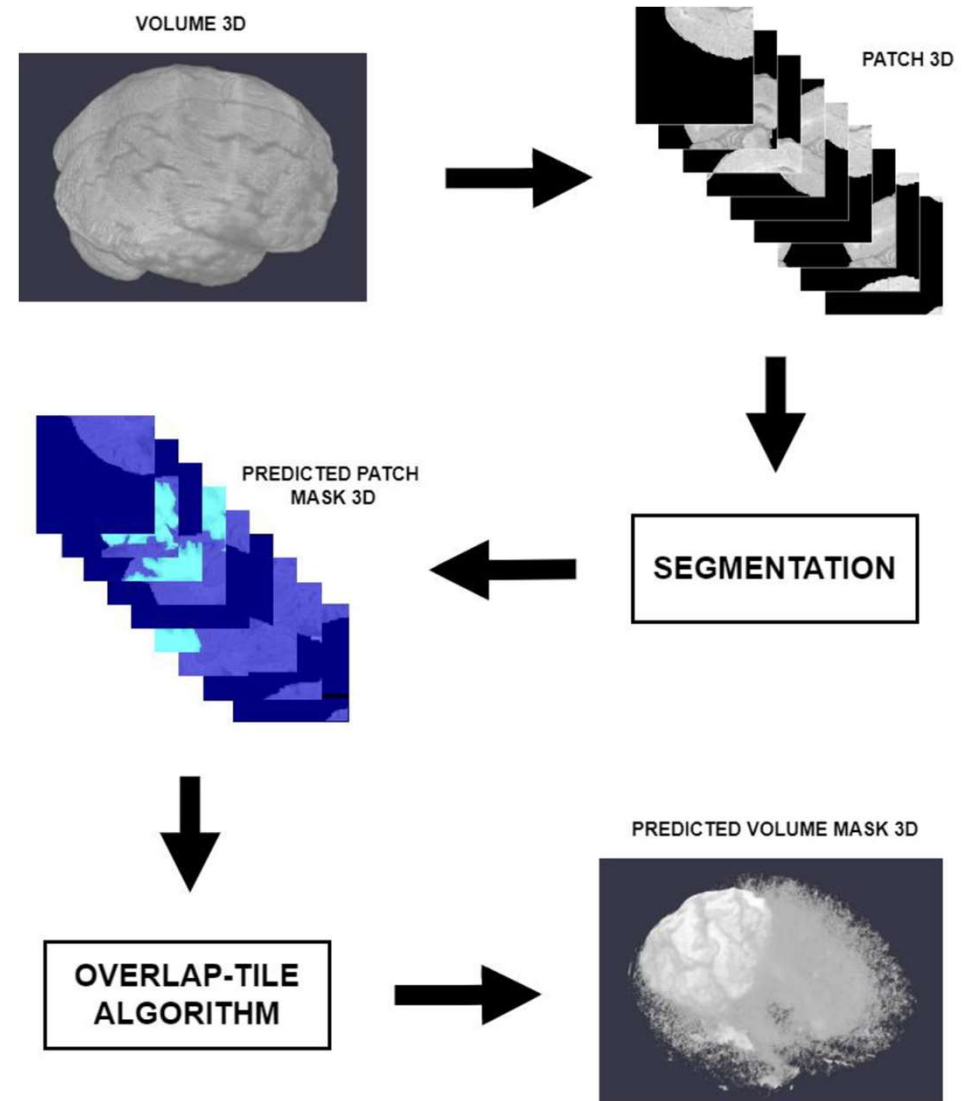 VOLUME 3D
PATCH 3D
SEGMENTATION
PREDICTED PATCH
MASK 3D
OVERLAP-TILE
ALGORITHM
PREDICTED VOLUME MASK 3D